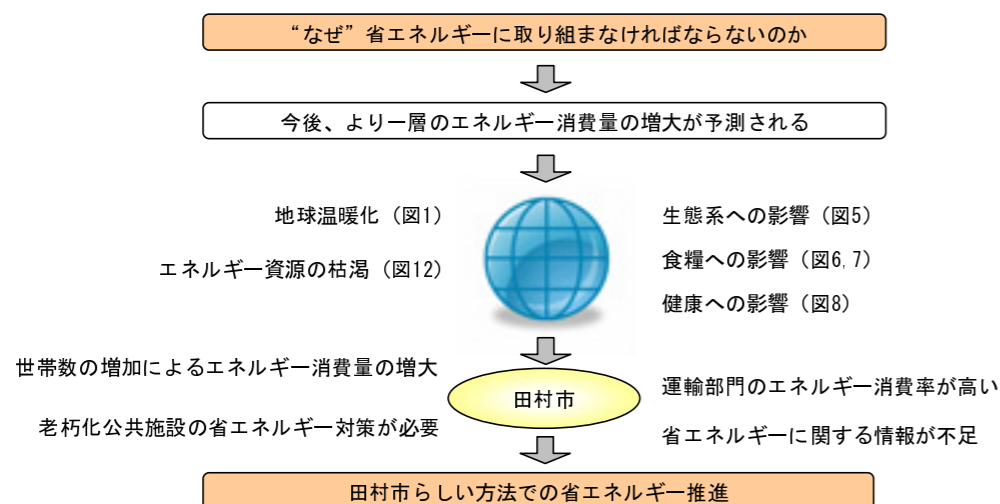 “なぜ”省エネルギーに取り組まなければならないのか
今後、より一層のエネルギー消費量の増大が予測される
地球温暖化（図1）
エネルギー資源の枯渇（図12）
生態系への影響（図5）
食糧への影響（図6,7）
健康への影響（図8）
世帯数の増加によるエネルギー消費量の増大
老朽化公共施設の省エネルギー対策が必要
田村市
運輸部門のエネルギー消費率が高い
省エネルギーに関する情報が不足
田村市らしい方法での省エネルギー推進